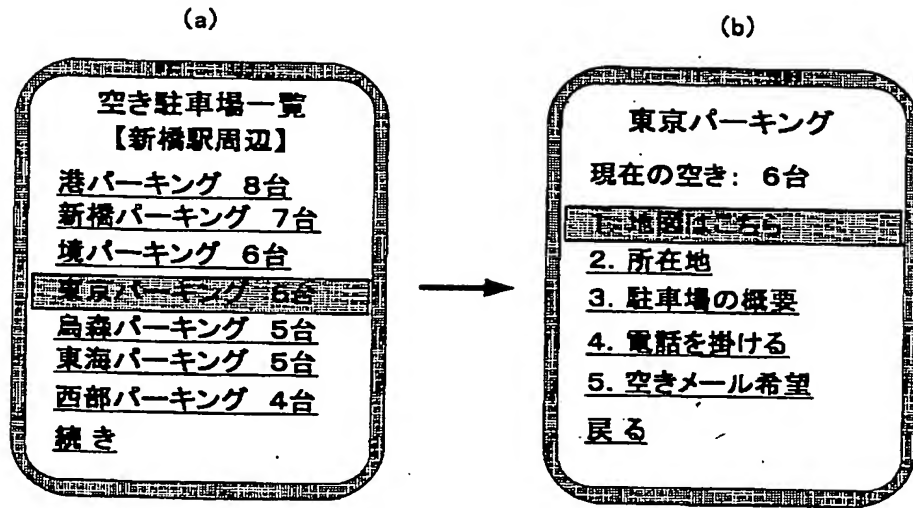 (a)
空き駐車場一覧
【新橋駅周辺】
港パーキング 8台
新橋パーキング 7台
境パーキング 6台
東京パーキング 6台
烏森パーキング 5台
東海パーキング 5台
西部パーキング 4台
続き
(b)
東京パーキング
現在の空き: 6台
1. 地図はこちら
2. 所在地
3. 駐車場の概要
4. 電話を掛ける
5. 空きメール希望
戻る